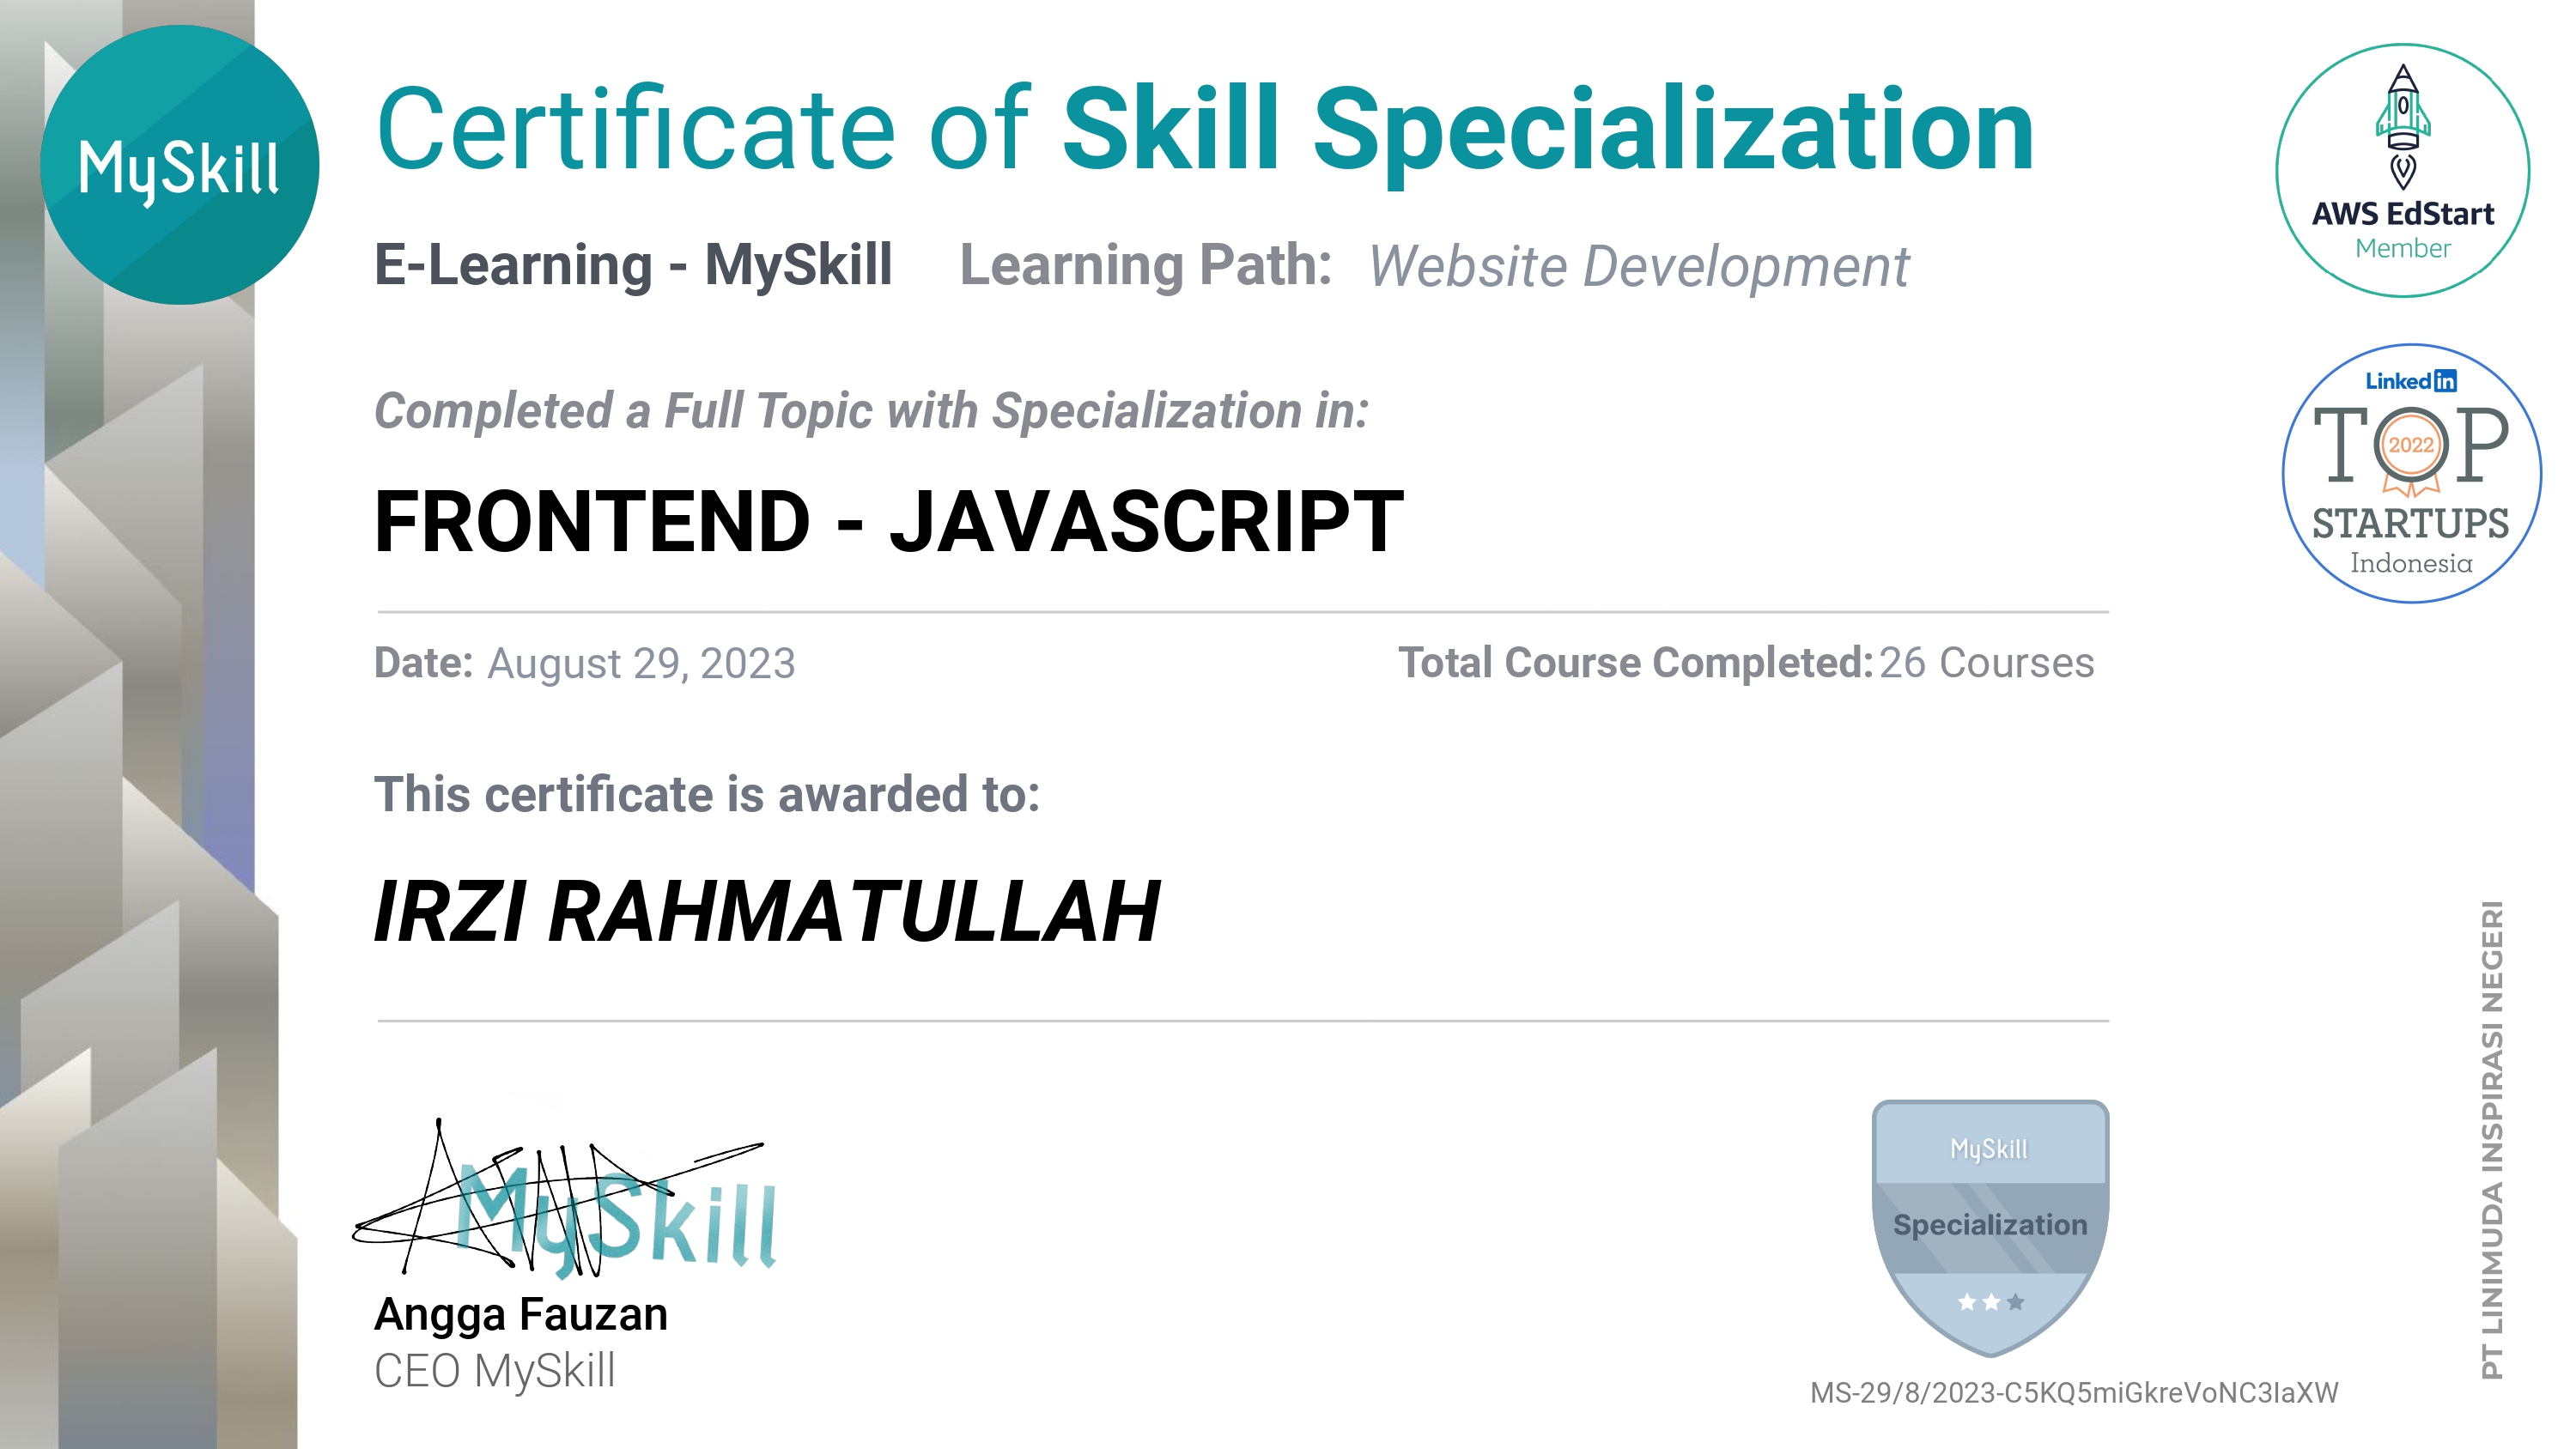 MySkill
Certificate of Skill Specialization
E-Learning - MySkill Learning Path: Website Development
Completed a Full Topic with Specialization in:
FRONTEND - JAVASCRIPT
Date: August 29, 2023 Total Course Completed: 26 Courses
This certificate is awarded to:
IRZI RAHMATULLAH
MySkill
Angga Fauzan
CEO MySkill
MySkill
Specialization
MS-29/8/2023-C5KQ5miGkreVoNC3IaXW
AWS EdStart
Member
Linked in
TOP
2022
STARTUPS
Indonesia
PT LINIMUDA INSPIRASI NEGERI